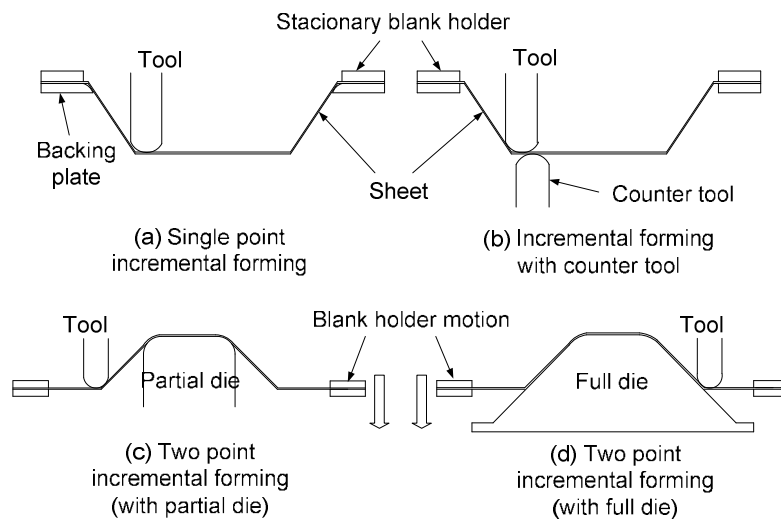 Stacionary blank holder
Tool
Tool
Backing
plate
Sheet
Counter tool
(a) Single point
incremental forming
(b) Incremental forming
with counter tool
Tool
Blank holder motion
Tool
Partial die
Full die
(c) Two point
incremental forming
(with partial die)
(d) Two point
incremental forming
(with full die)